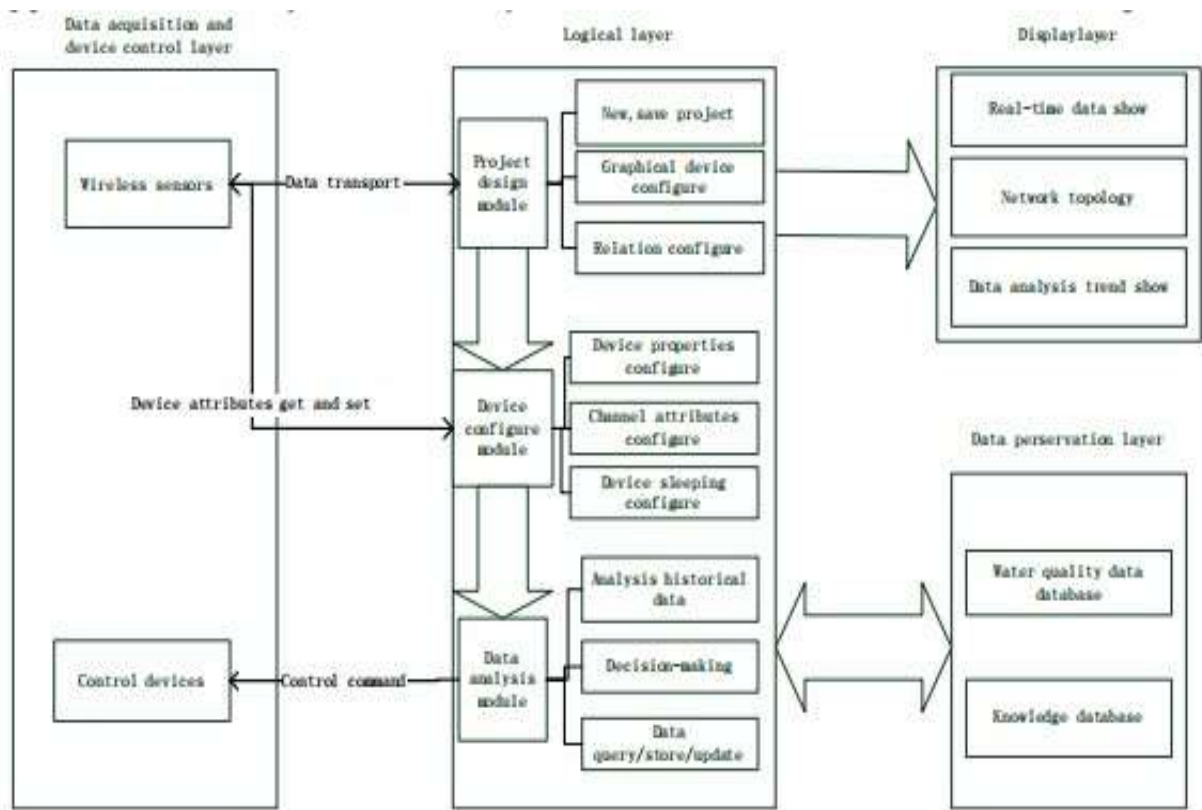 Data acquisition and
device control layer
Logical layer
Displaylayer
Wireless sensors
Data transport
Project
design
module
New,save project
Graphical device
configure
Relation configure
Real-time data show
Network topology
Data analysis trend show
Device attributes get and set
Device
configure
module
Device properties
configure
Channel attributes
configure
Device sleeping
configure
Data perservation layer
Control devices
Control command
Data
analysis
module
Analysis historical
data
Decision-making
Data
query/store/update
Water quality data
database
Knowledge database